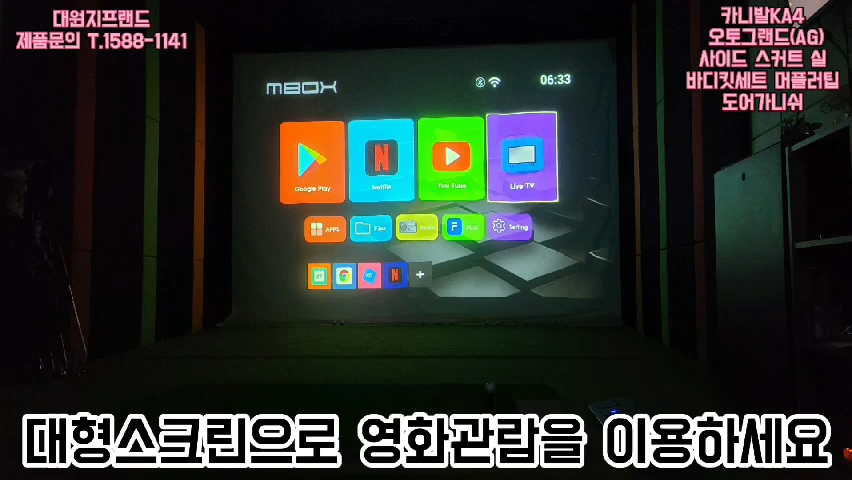 대원지프랜드
제품문의 T.1588-1141
카니발KA4
오토그랜드(AG)
사이드 스커트 실
바디킷세트 머플러팁
도어가니쉬
MBOX
06:33
Google Play
Netflix
You Tube
Live TV
APPS
Files
Setting
대형스크린으로 영화관람을 이용하세요